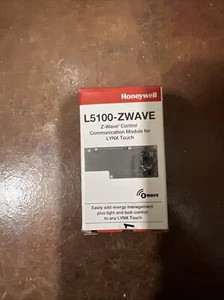 Honeywell
L5100-ZWAVE
Z-Wave® Control
Communication Module for
LYNX Touch
Z WAVE
Easily add energy management
plus light and lock control
to any LYNX Touch